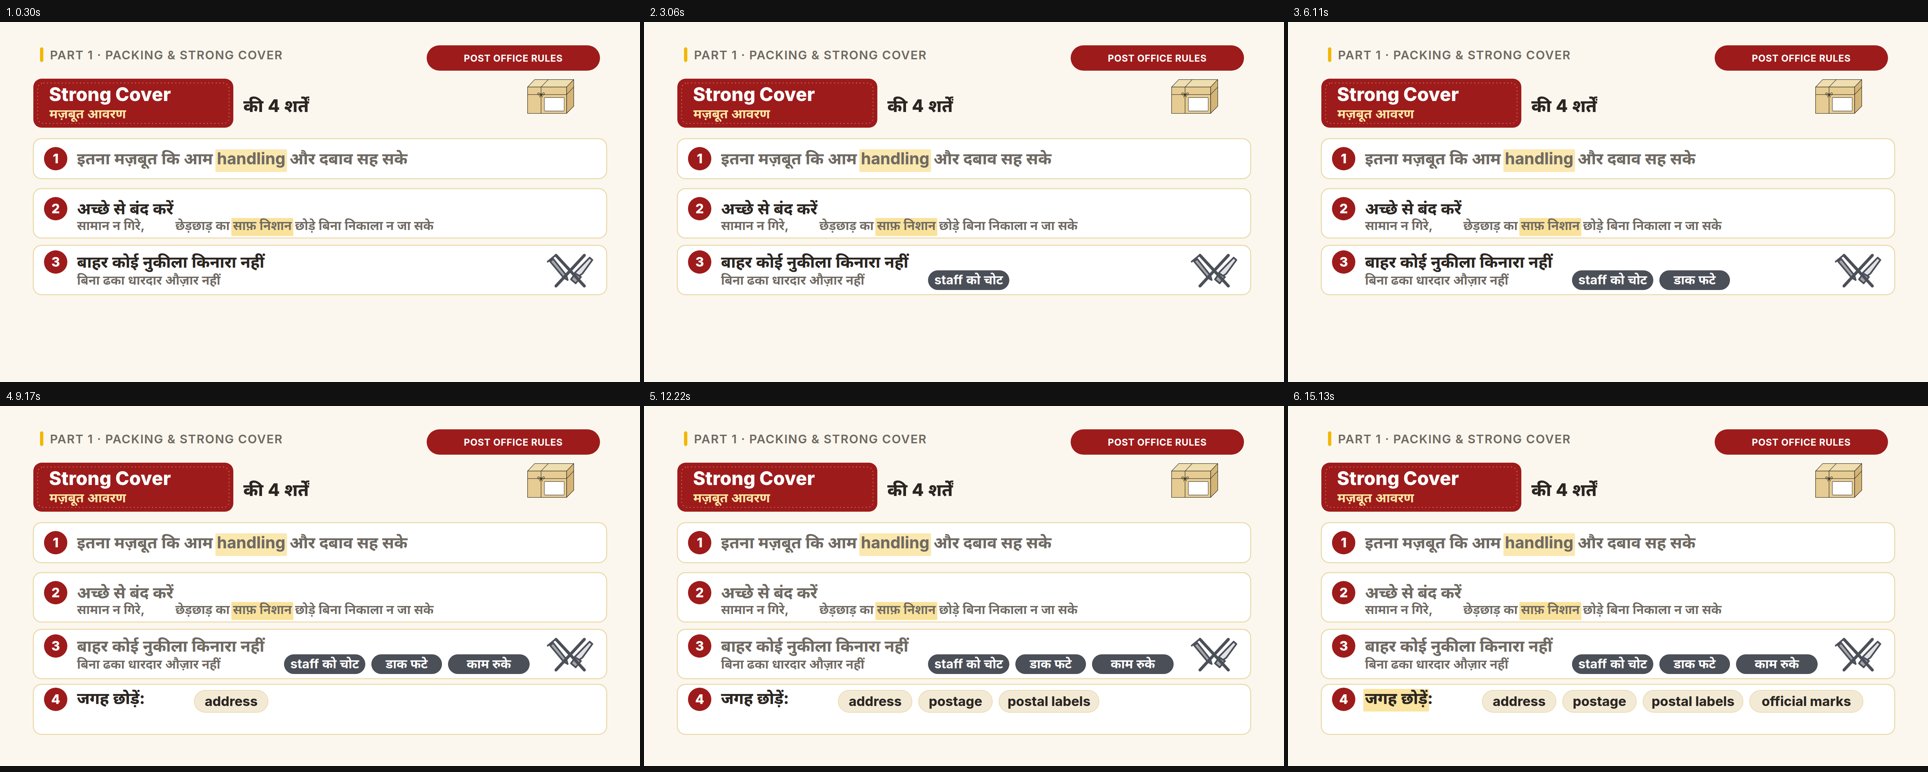 1. 0.30s
PART 1 · PACKING & STRONG COVER
POST OFFICE RULES
Strong Cover
मज़बूत आवरण
की 4 शर्तें
1 इतना मज़बूत कि आम handling और दबाव सह सके
2 अच्छे से बंद करें
सामान न गिरे, छेड़छाड़ का साफ़ निशान छोड़े बिना निकाला न जा सके
3 बाहर कोई नुकीला किनारा नहीं
बिना ढका धारदार औज़ार नहीं
2. 3.06s
PART 1 · PACKING & STRONG COVER
POST OFFICE RULES
Strong Cover
मज़बूत आवरण
की 4 शर्तें
1 इतना मज़बूत कि आम handling और दबाव सह सके
2 अच्छे से बंद करें
सामान न गिरे, छेड़छाड़ का साफ़ निशान छोड़े बिना निकाला न जा सके
3 बाहर कोई नुकीला किनारा नहीं
बिना ढका धारदार औज़ार नहीं staff को चोट
3. 6.11s
PART 1 · PACKING & STRONG COVER
POST OFFICE RULES
Strong Cover
मज़बूत आवरण
की 4 शर्तें
1 इतना मज़बूत कि आम handling और दबाव सह सके
2 अच्छे से बंद करें
सामान न गिरे, छेड़छाड़ का साफ़ निशान छोड़े बिना निकाला न जा सके
3 बाहर कोई नुकीला किनारा नहीं
बिना ढका धारदार औज़ार नहीं staff को चोट डाक फटे
4. 9.17s
PART 1 · PACKING & STRONG COVER
POST OFFICE RULES
Strong Cover
मज़बूत आवरण
की 4 शर्तें
1 इतना मज़बूत कि आम handling और दबाव सह सके
2 अच्छे से बंद करें
सामान न गिरे, छेड़छाड़ का साफ़ निशान छोड़े बिना निकाला न जा सके
3 बाहर कोई नुकीला किनारा नहीं
बिना ढका धारदार औज़ार नहीं staff को चोट डाक फटे काम रुके
4 जगह छोड़ें: address
5. 12.22s
PART 1 · PACKING & STRONG COVER
POST OFFICE RULES
Strong Cover
मज़बूत आवरण
की 4 शर्तें
1 इतना मज़बूत कि आम handling और दबाव सह सके
2 अच्छे से बंद करें
सामान न गिरे, छेड़छाड़ का साफ़ निशान छोड़े बिना निकाला न जा सके
3 बाहर कोई नुकीला किनारा नहीं
बिना ढका धारदार औज़ार नहीं staff को चोट डाक फटे काम रुके
4 जगह छोड़ें: address postage postal labels
6. 15.13s
PART 1 · PACKING & STRONG COVER
POST OFFICE RULES
Strong Cover
मज़बूत आवरण
की 4 शर्तें
1 इतना मज़बूत कि आम handling और दबाव सह सके
2 अच्छे से बंद करें
सामान न गिरे, छेड़छाड़ का साफ़ निशान छोड़े बिना निकाला न जा सके
3 बाहर कोई नुकीला किनारा नहीं
बिना ढका धारदार औज़ार नहीं staff को चोट डाक फटे काम रुके
4 जगह छोड़ें: address postage postal labels official marks